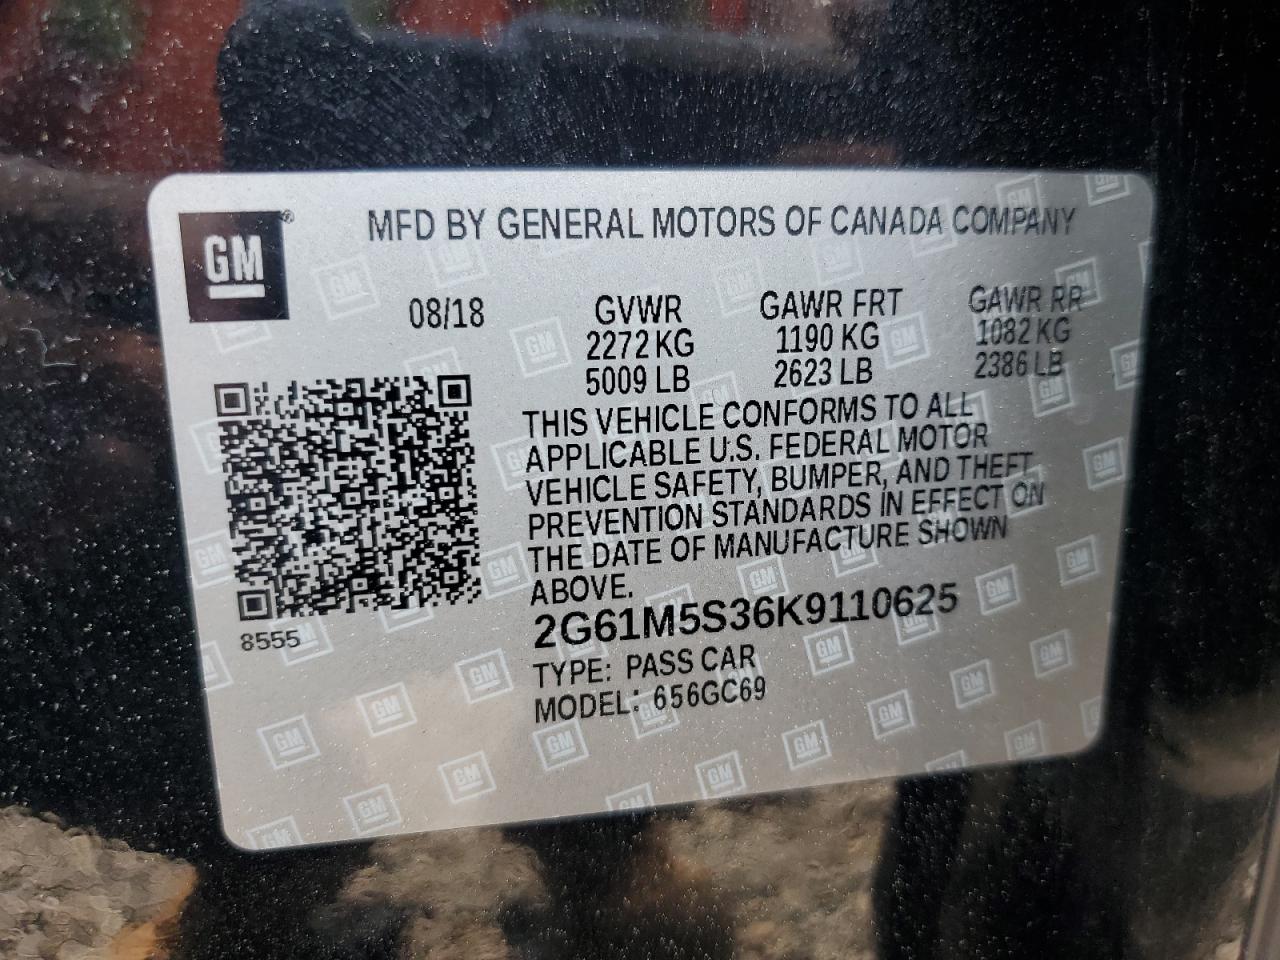 GM®
MFD BY GENERAL MOTORS OF CANADA COMPANY
08/18 GVWR GAWR FRT GAWR RR
2272 KG 1190 KG 1082 KG
5009 LB 2623 LB 2386 LB
THIS VEHICLE CONFORMS TO ALL
APPLICABLE U.S. FEDERAL MOTOR
VEHICLE SAFETY, BUMPER, AND THEFT
PREVENTION STANDARDS IN EFFECT ON
THE DATE OF MANUFACTURE SHOWN
ABOVE.
2G61M5S36K9110625
8555
TYPE: PASS CAR
MODEL: 656GC69